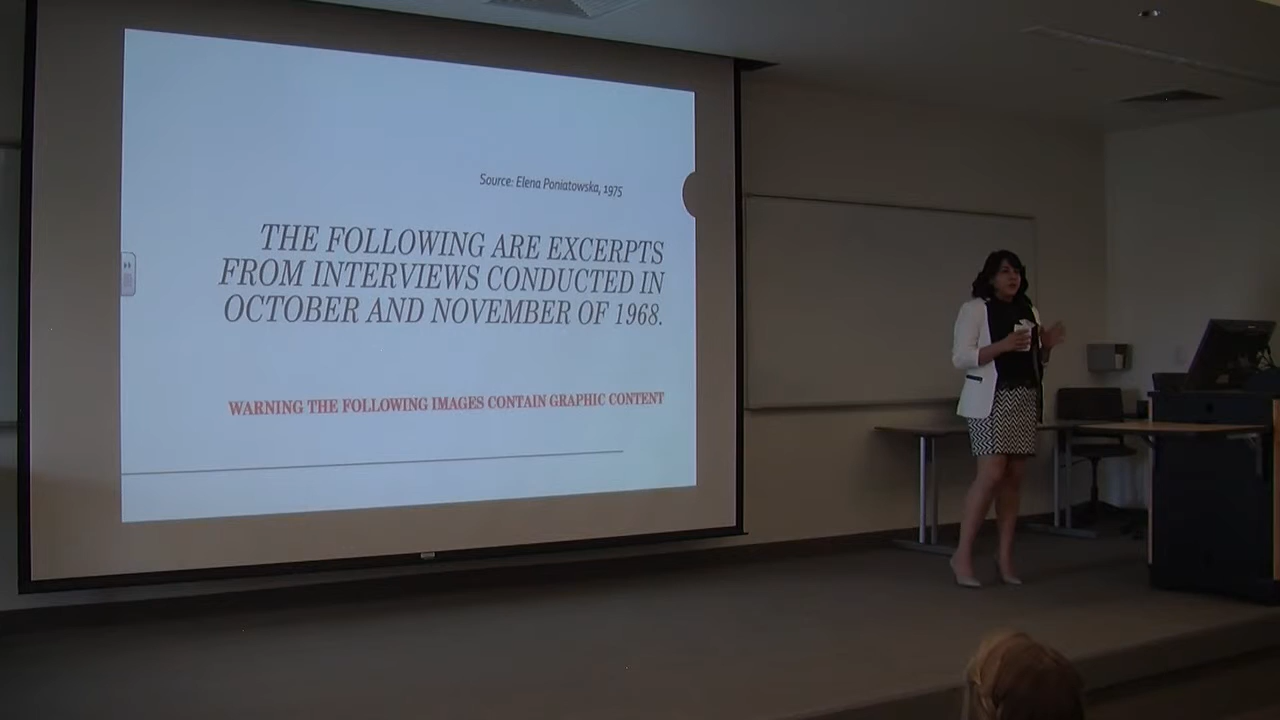 Source: Elena Poniatowska, 1975
THE FOLLOWING ARE EXCERPTS
FROM INTERVIEWS CONDUCTED IN
OCTOBER AND NOVEMBER OF 1968.
WARNING THE FOLLOWING IMAGES CONTAIN GRAPHIC CONTENT